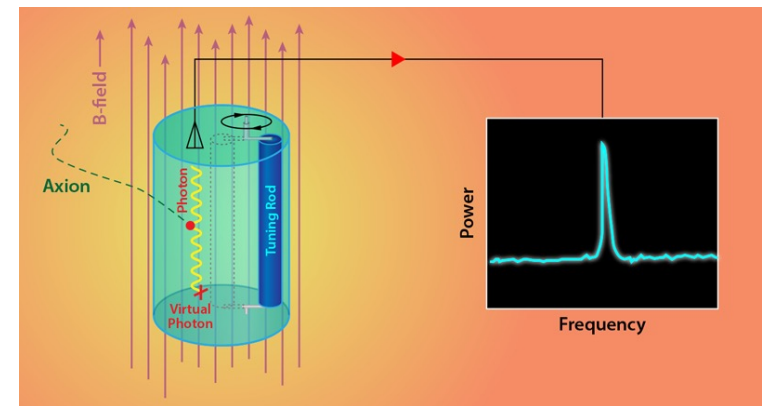 B-field
Axion
Photon
Tuning Rod
Virtual
Photon
Power
Frequency